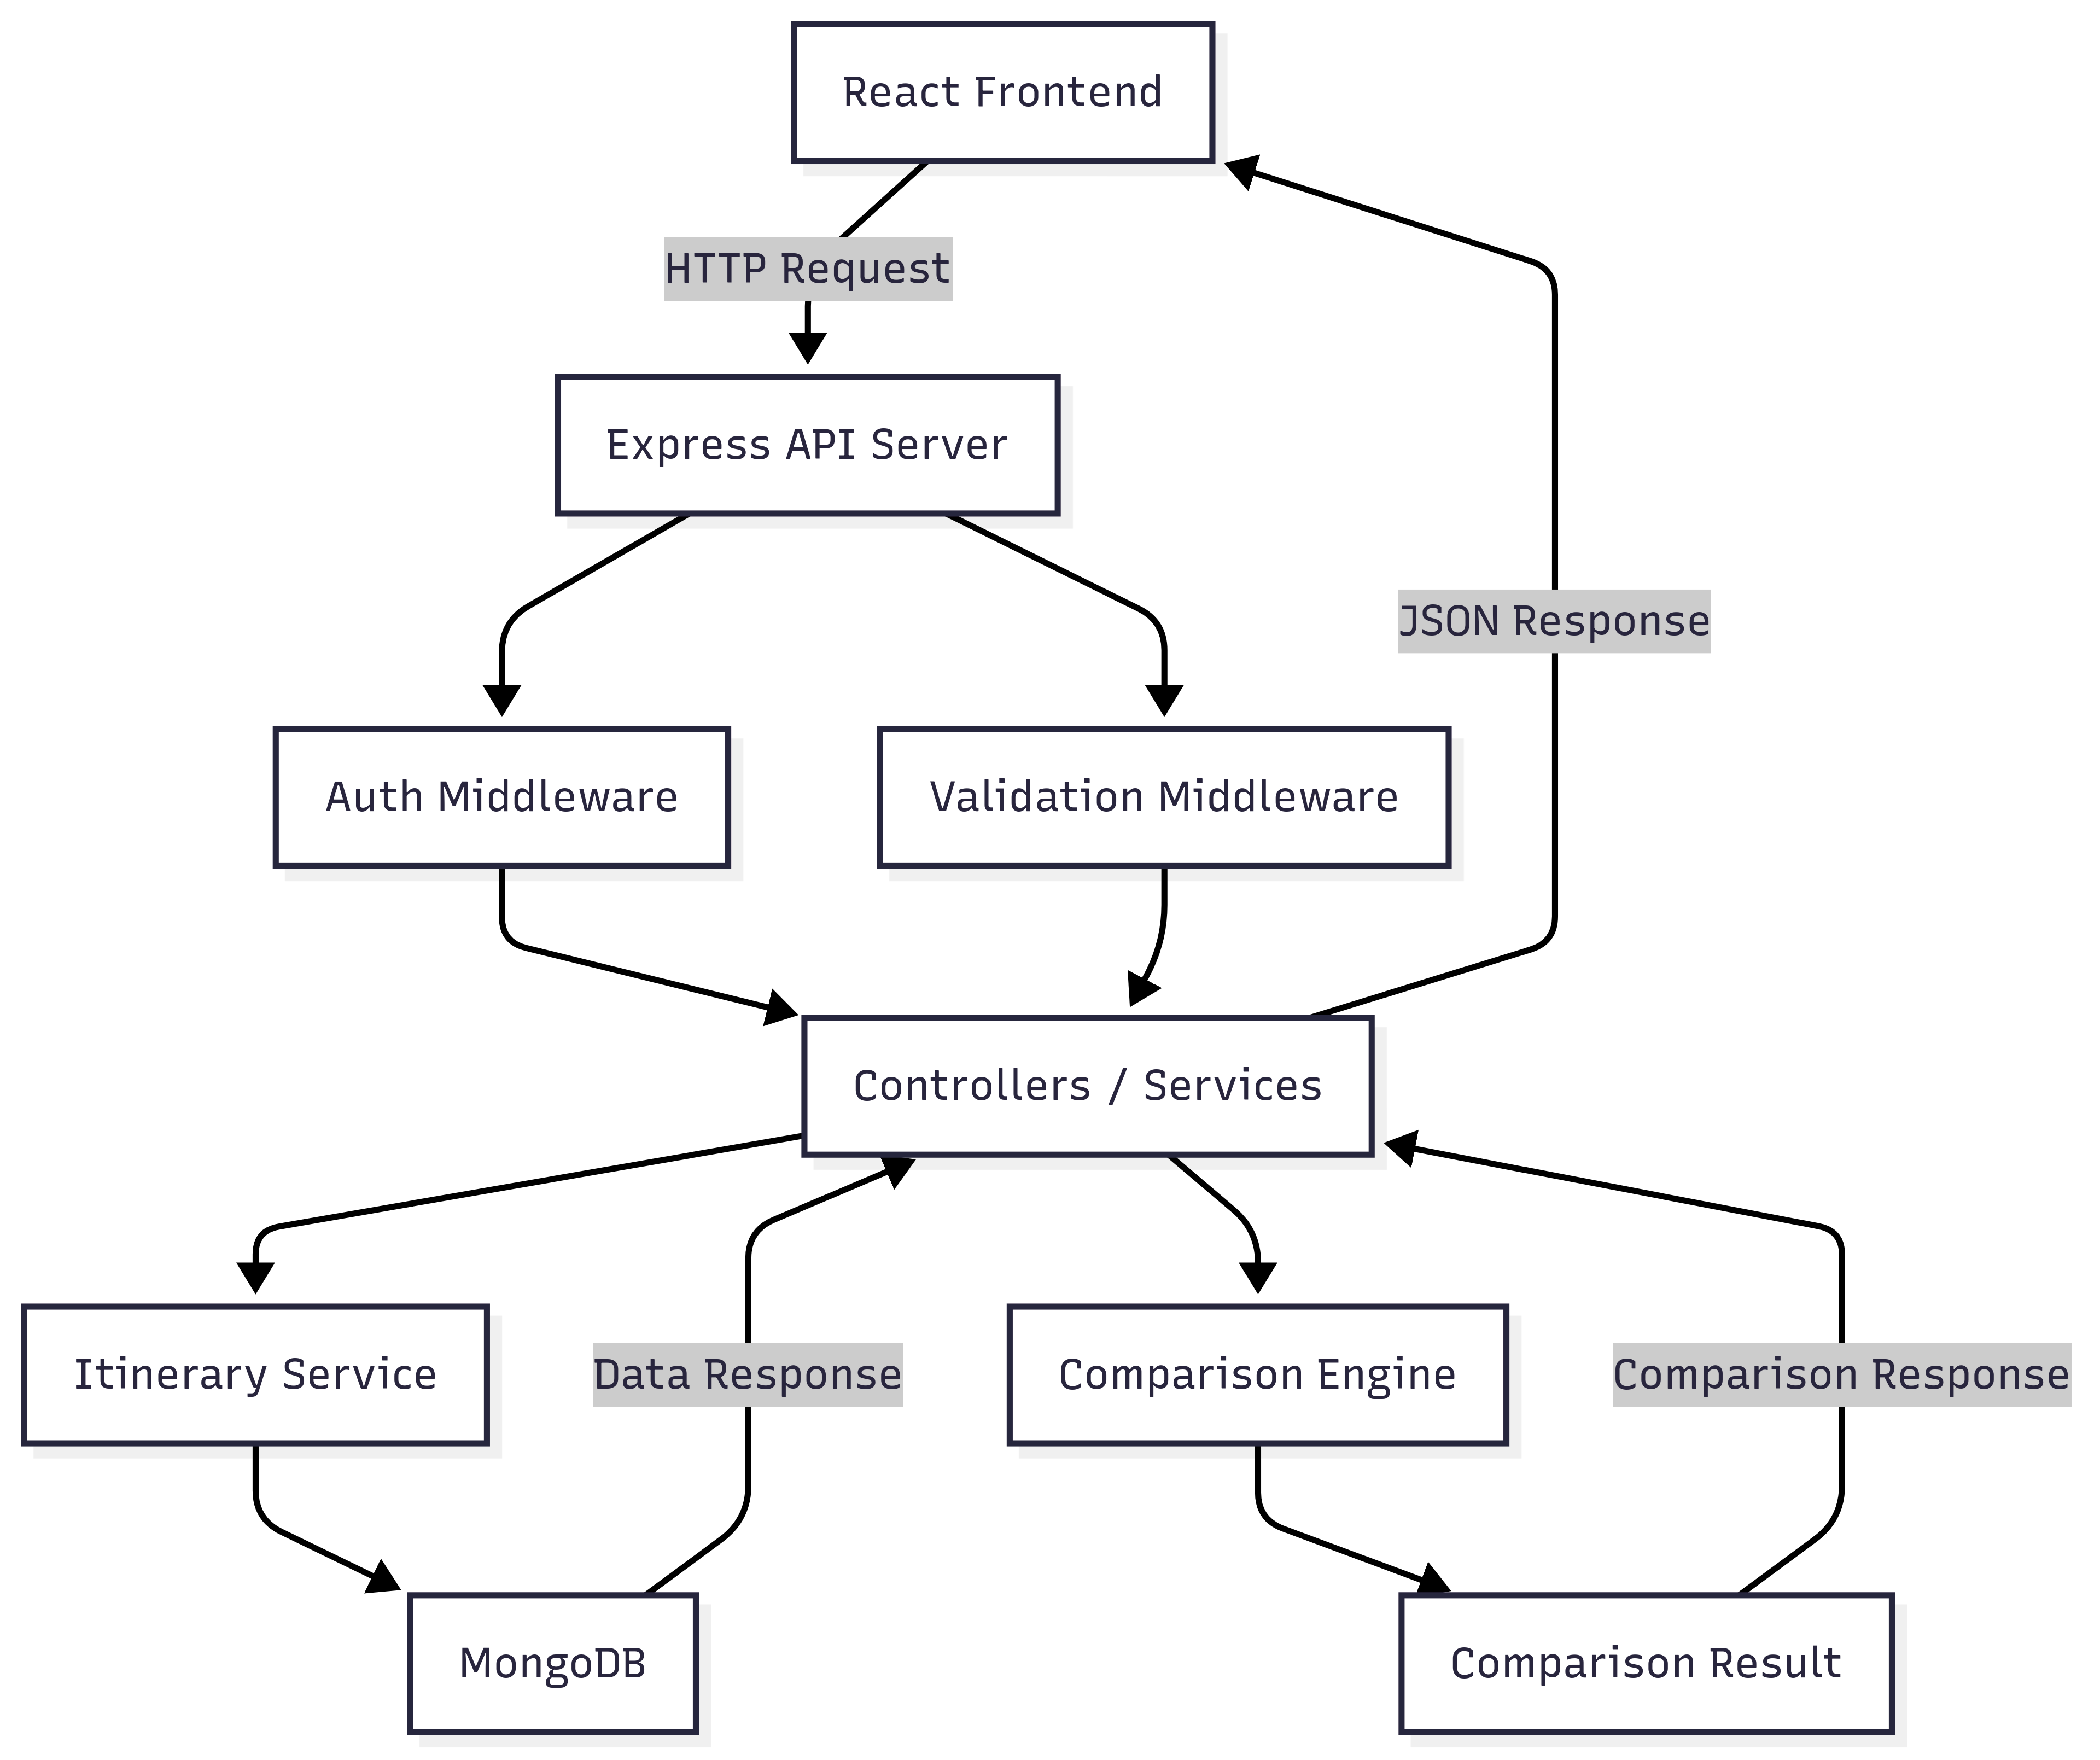 React Frontend
HTTP Request
Express API Server
JSON Response
Auth Middleware
Validation Middleware
Controllers / Services
Itinerary Service
Data Response
Comparison Engine
Comparison Response
MongoDB
Comparison Result